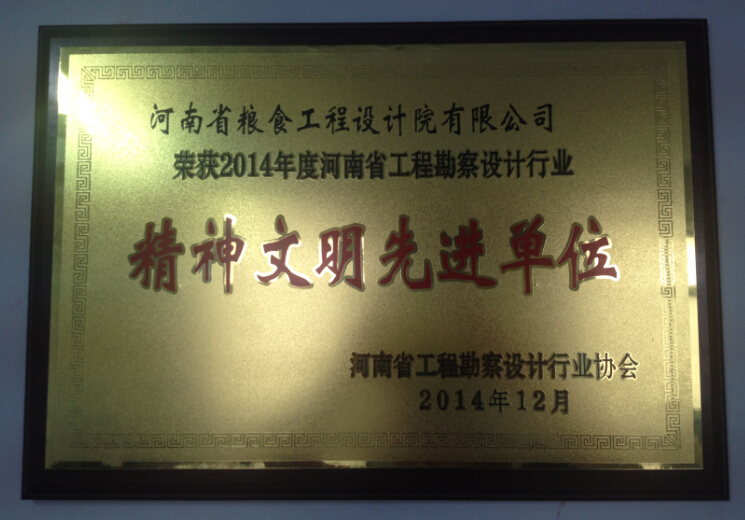 河南省粮食工程设计院有限公司
荣获2014年度河南省工程勘察设计行业
精神文明先进单位
河南省工程勘察设计行业协会
2014年12月